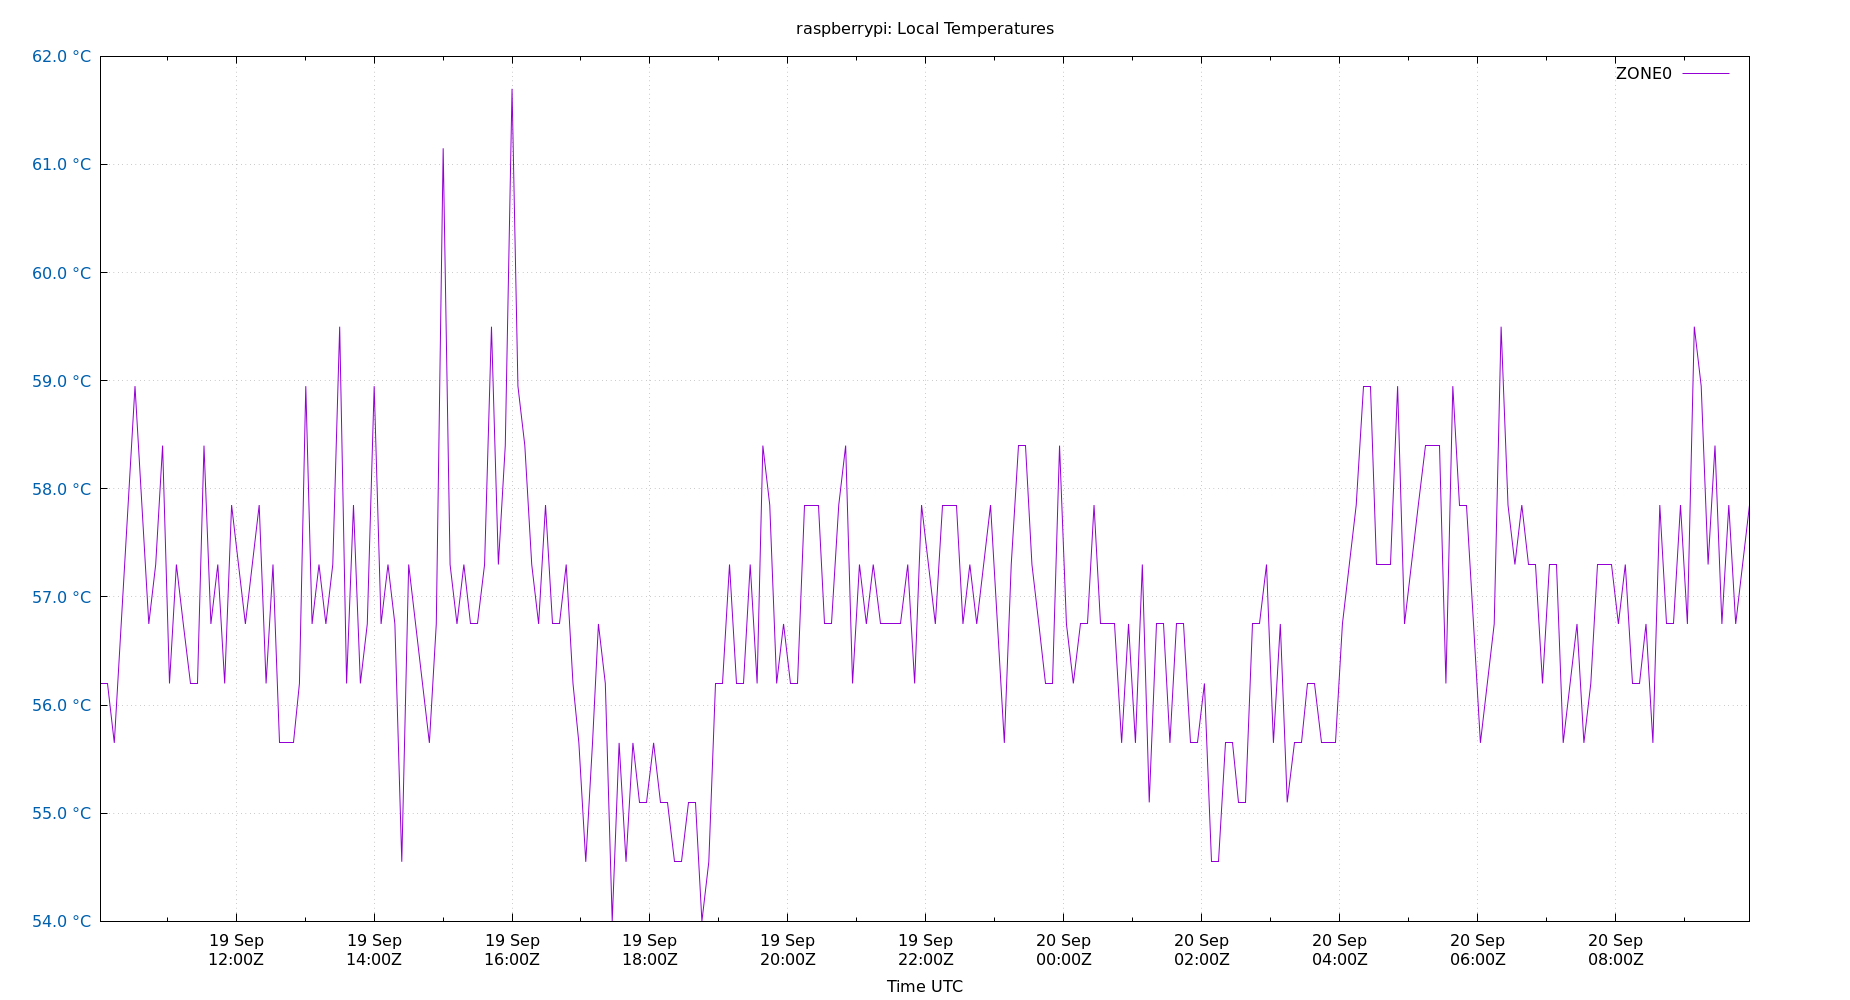 raspberrypi: Local Temperatures
62.0 °C
ZONE0
61.0 °C
60.0 °C
59.0 °C
58.0 °C
57.0 °C
56.0 °C
55.0 °C
54.0 °C
19 Sep 19 Sep 19 Sep 19 Sep 19 Sep 19 Sep 20 Sep 20 Sep 20 Sep 20 Sep 20 Sep
12:00Z 14:00Z 16:00Z 18:00Z 20:00Z 22:00Z 00:00Z 02:00Z 04:00Z 06:00Z 08:00Z
Time UTC